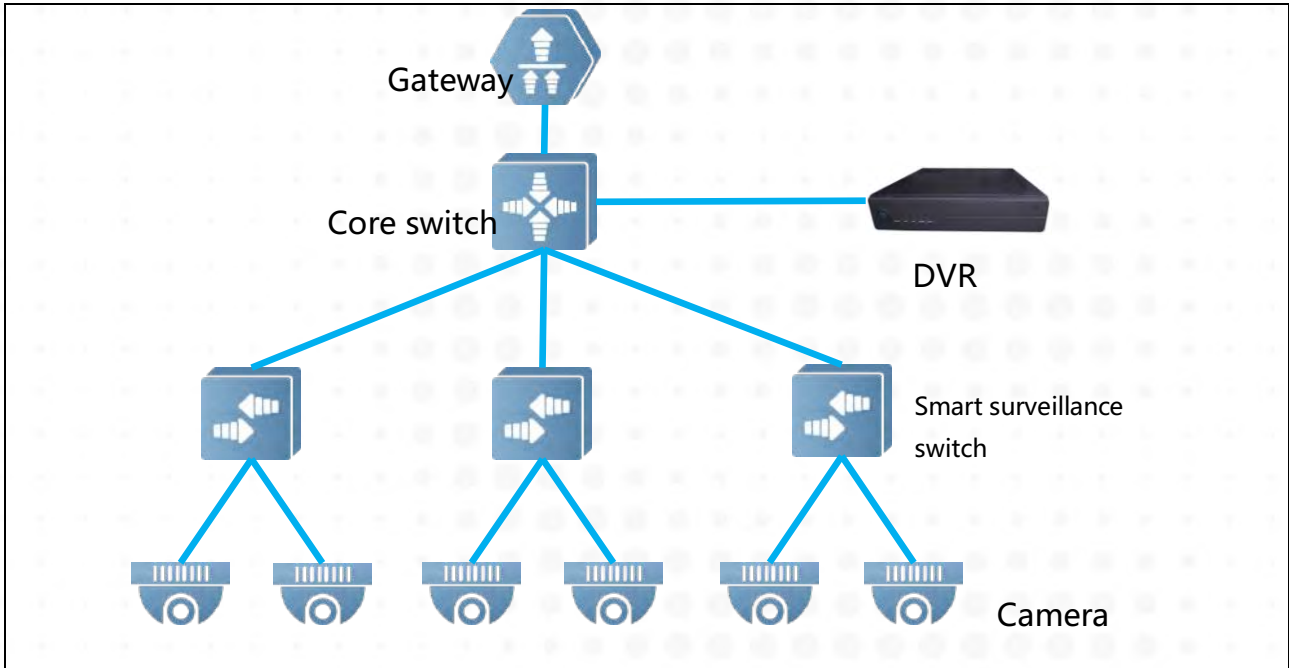 Gateway
Core switch
DVR
Smart surveillance
switch
Camera